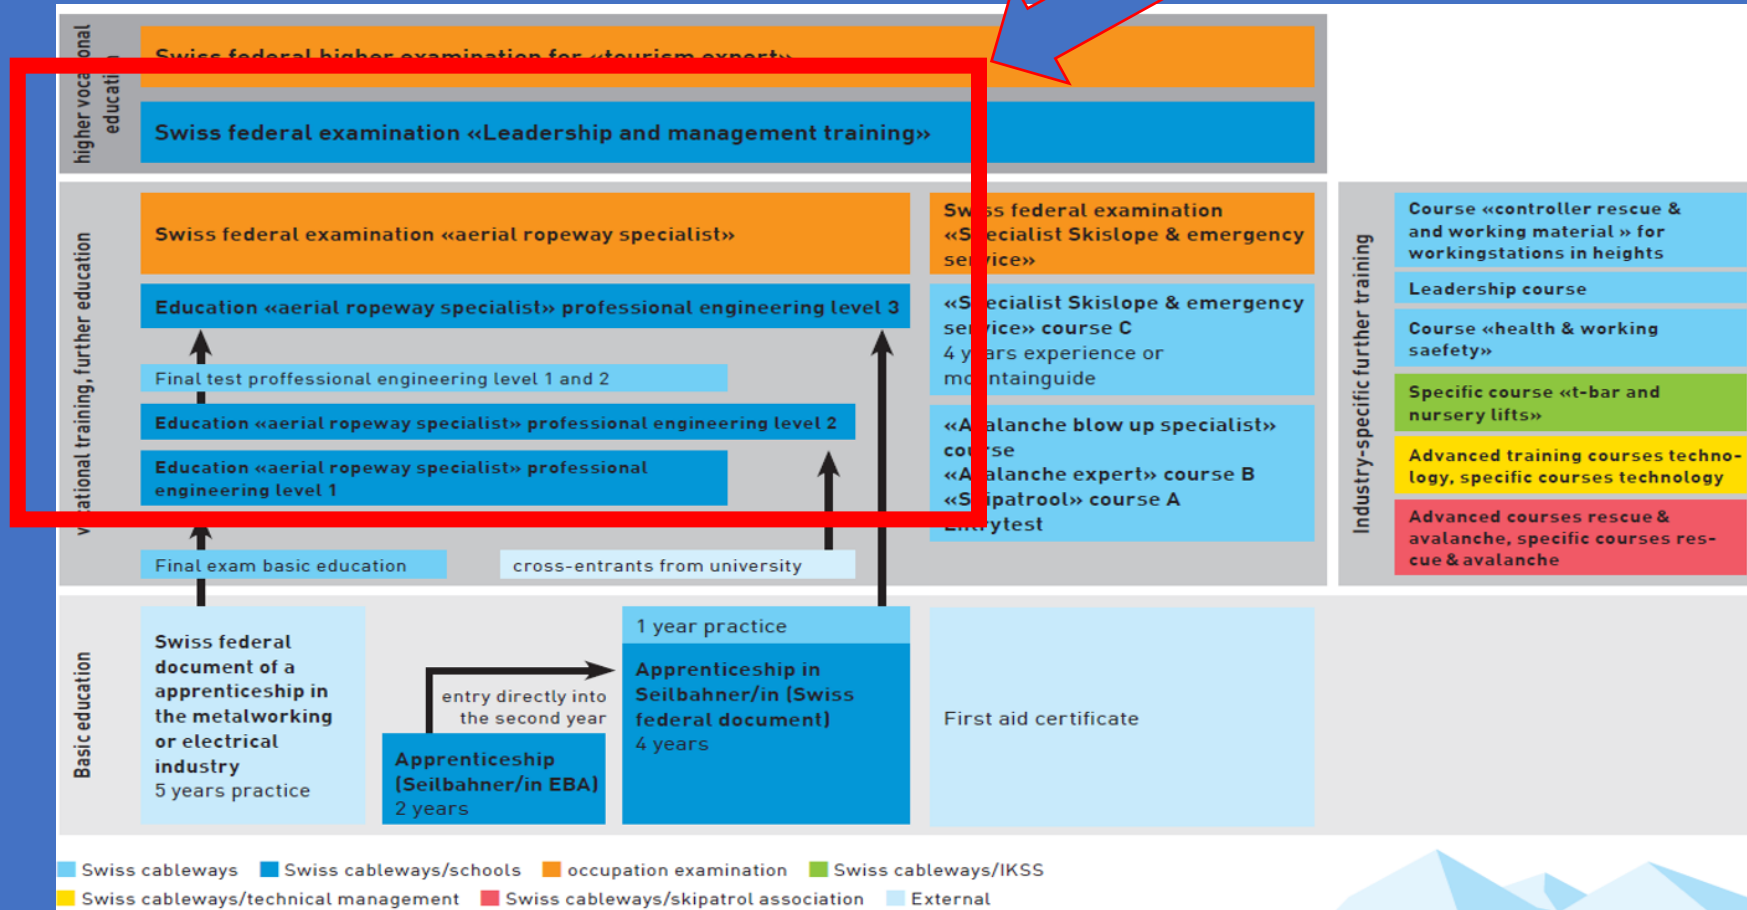 higher vocational
education
Swiss federal higher examination for «tourism expert»
Swiss federal examination «Leadership and management training»
vocational training, further education
Swiss federal examination «aerial ropeway specialist»
Education «aerial ropeway specialist» professional engineering level 3
Final test proffessional engineering level 1 and 2
Education «aerial ropeway specialist» professional engineering level 2
Education «aerial ropeway specialist» professional
engineering level 1
Final exam basic education
cross-entrants from university
Swiss federal examination
«Specialist Skislope & emergency
service»
«Specialist Skislope & emergency
service» course C
4 years experience or
mountainguide
«Avalanche blow up specialist»
course
«Avalanche expert» course B
«Skipatrool» course A
Entrytest
Industry-specific further training
Course «controller rescue &
and working material » for
workingstations in heights
Leadership course
Course «health & working
saefety»
Specific course «t-bar and
nursery lifts»
Advanced training courses techno-
logy, specific courses technology
Advanced courses rescue &
avalanche, specific courses res-
cue & avalanche
Basic education
Swiss federal
document of a
apprenticeship in
the metalworking
or electrical
industry
5 years practice
entry directly into
the second year
Apprenticeship
(Seilbahner/in EBA)
2 years
1 year practice
Apprenticeship in
Seilbahner/in (Swiss
federal document)
4 years
First aid certificate
Swiss cableways
Swiss cableways/schools
occupation examination
Swiss cableways/IKSS
Swiss cableways/technical management
Swiss cableways/skipatrol association
External